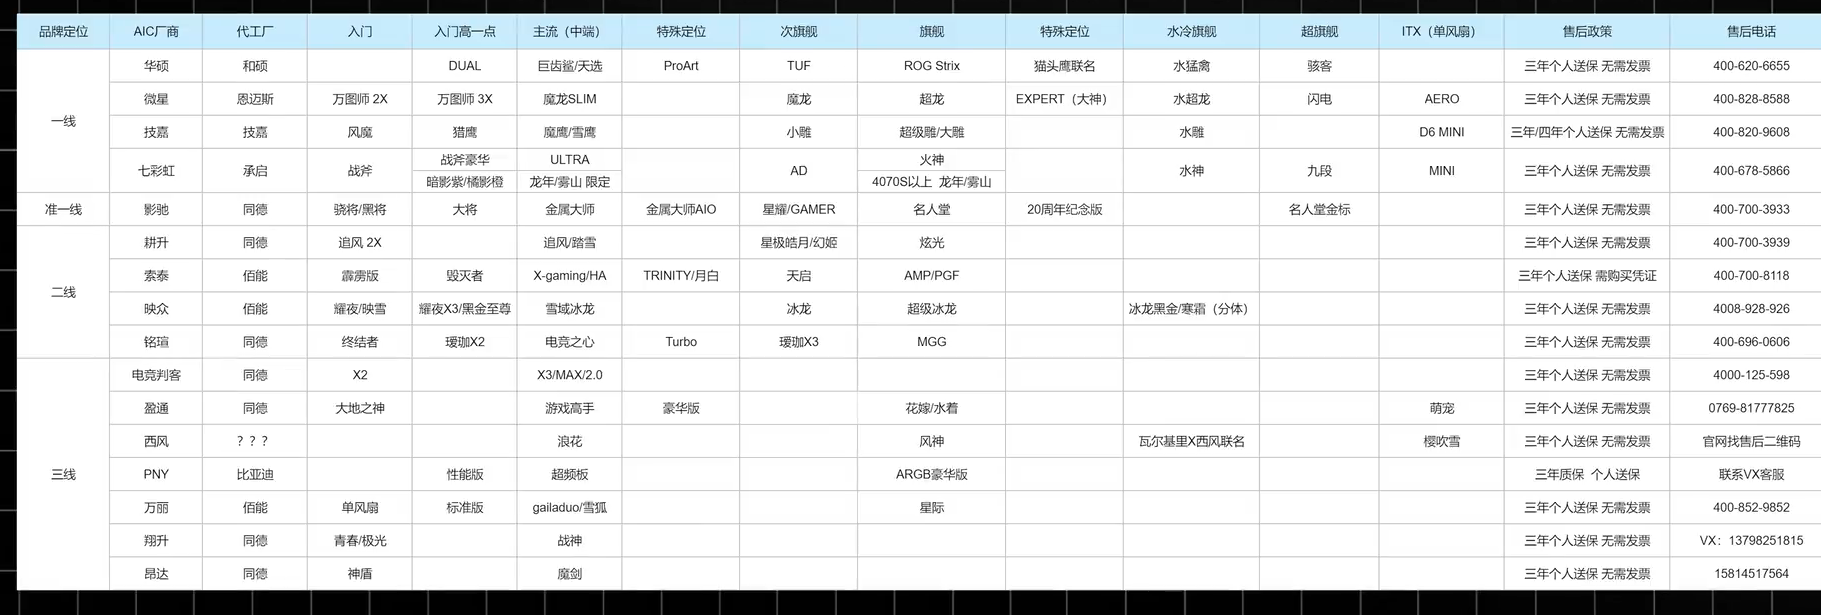 品牌定位 AIC厂商 代工厂 入门 入门高一点 主流（中端） 特殊定位 次旗舰 旗舰 特殊定位 水冷旗舰 超旗舰 ITX（单风扇） 售后政策 售后电话
一线
华硕 和硕 DUAL 巨齿鲨/天选 ProArt TUF ROG Strix 猫头鹰联名 水猛禽 骇客 三年个人送保 无需发票 400-620-6655
微星 恩迈斯 万图师 2X 万图师 3X 魔龙SLIM 魔龙 超龙 EXPERT（大神） 水超龙 闪电 AERO 三年个人送保 无需发票 400-828-8588
技嘉 技嘉 风魔 猎鹰 魔鹰/雪鹰 小雕 超级雕/大雕 水雕 D6 MINI 三年/四年个人送保 无需发票 400-820-9608
七彩虹 承启 战斧 战斧豪华 ULTRA AD 火神 水神 九段 MINI 三年个人送保 无需发票 400-678-5866
暗影紫/橘影橙 龙年/雾山 限定 4070S以上 龙年/雾山
准一线 影驰 同德 骁将/黑将 大将 金属大师 金属大师AIO 星耀/GAMER 名人堂 20周年纪念版 名人堂金标 三年个人送保 无需发票 400-700-3933
二线
耕升 同德 追风 2X 追风/踏雪 星极皓月/幻姬 炫光 三年个人送保 无需发票 400-700-3939
索泰 佰能 霹雳版 毁灭者 X-gaming/HA TRINITY/月白 天启 AMP/PGF 三年个人送保 需购买凭证 400-700-8118
映众 佰能 耀夜/映雪 耀夜X3/黑金至尊 雪域冰龙 冰龙 超级冰龙 冰龙黑金/寒霜（分体） 三年个人送保 无需发票 4008-928-926
铭瑄 同德 终结者 瑷珈X2 电竞之心 Turbo 瑷珈X3 MGG 三年个人送保 无需发票 400-696-0606
三线
电竞判客 同德 X2 X3/MAX/2.0 三年个人送保 无需发票 4000-125-598
盈通 同德 大地之神 游戏高手 豪华版 花嫁/水着 萌宠 三年个人送保 无需发票 0769-81777825
西风 ？？？ 浪花 风神 瓦尔基里X西风联名 樱吹雪 三年个人送保 无需发票 官网找售后二维码
PNY 比亚迪 性能版 超频板 ARGB豪华版 三年质保 个人送保 联系VX客服
万丽 佰能 单风扇 标准版 gailaduo/雪狐 星际 三年个人送保 无需发票 400-852-9852
翔升 同德 青春/极光 战神 三年个人送保 无需发票 VX：13798251815
昂达 同德 神盾 魔剑 三年个人送保 无需发票 15814517564